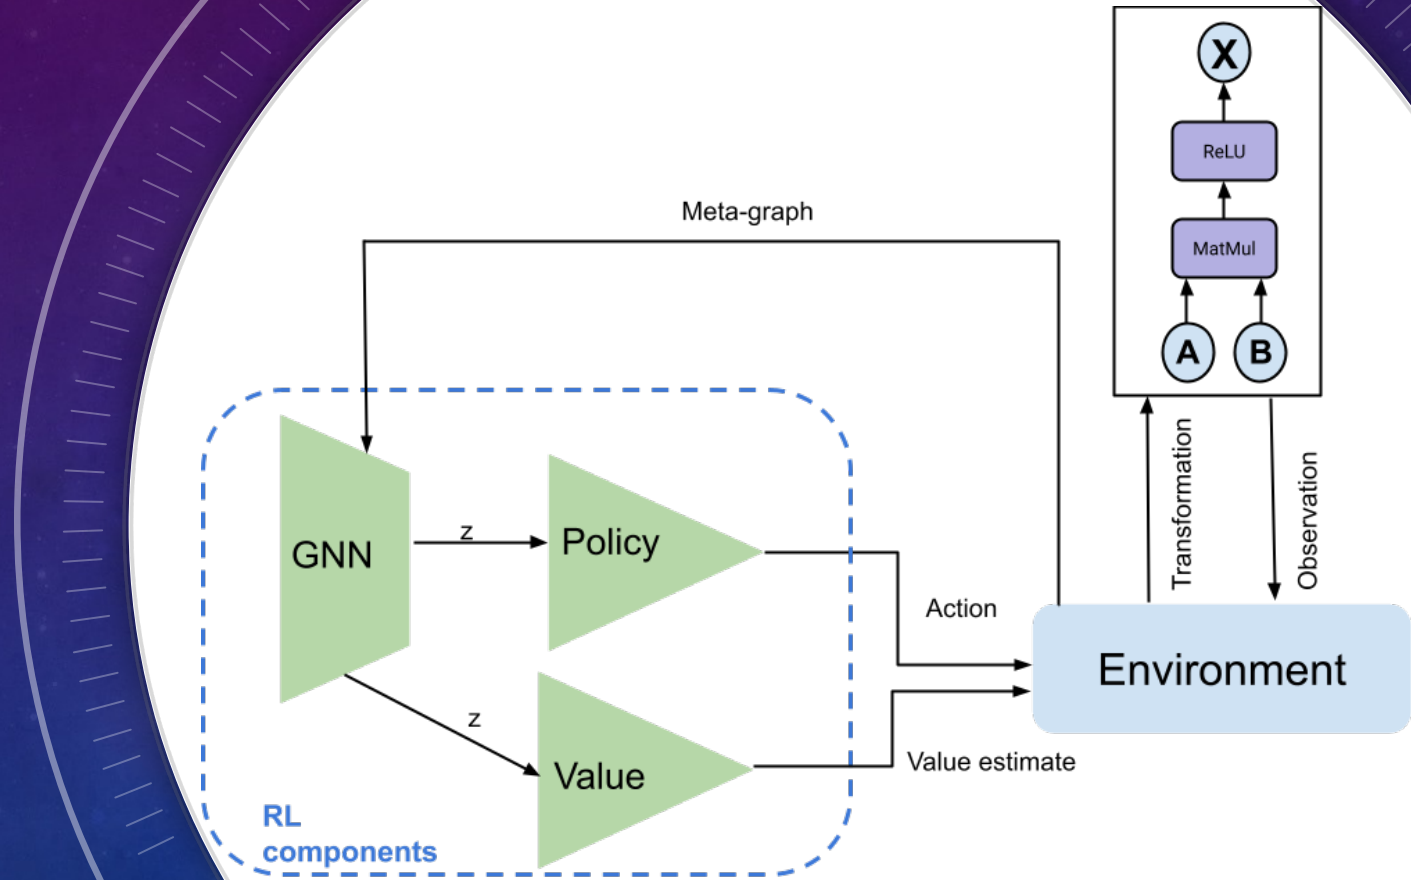 X
ReLU
MatMul
A
B
Meta-graph
Transformation
Observation
GNN
z
Policy
Action
Environment
z
Value
Value estimate
RL
components